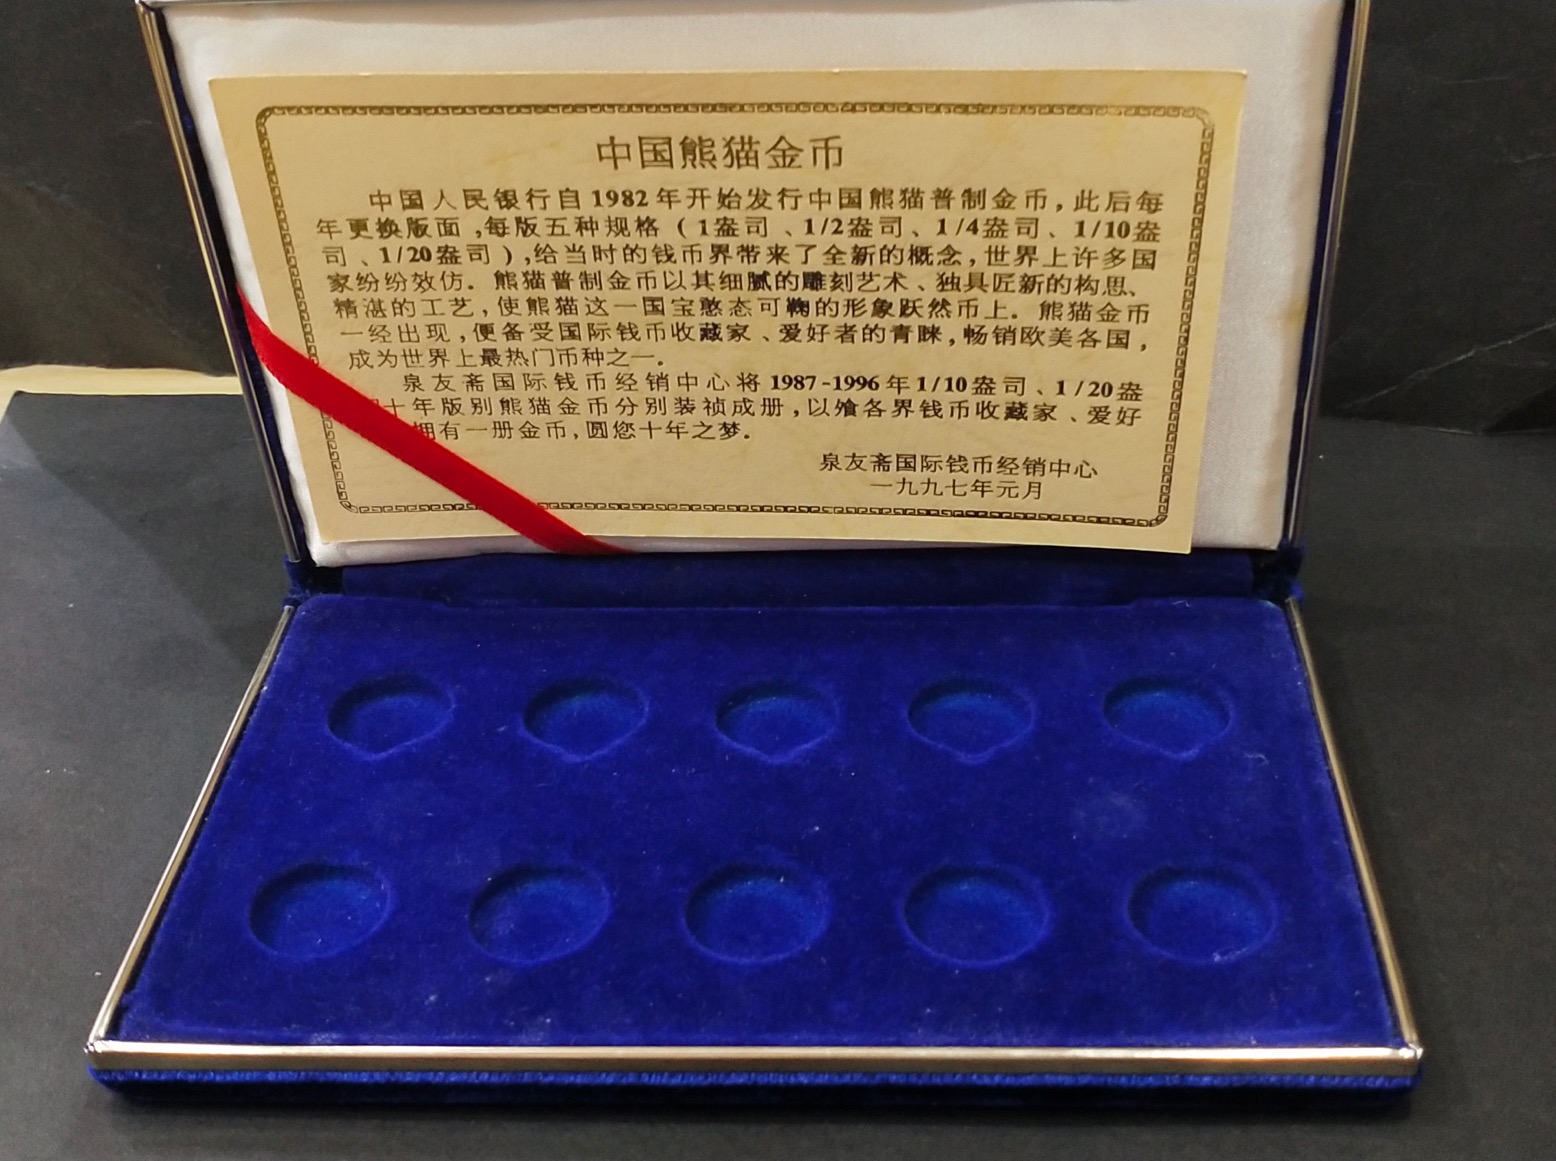 中国熊猫金币
中国人民银行自1982年开始发行中国熊猫普制金币，此后每
年更换版面，每版五种规格（1盎司、1/2盎司、1/4盎司、1/10盎
司、1/20盎司），给当时的钱币界带来了全新的概念，世界上许多国
家纷纷效仿。熊猫普制金币以其细腻的雕刻艺术、独具匠新的构思、
精湛的工艺，使熊猫这一国宝憨态可鞠的形象跃然币上。熊猫金币
一经出现，便备受国际钱币收藏家、爱好者的青睐，畅销欧美各国，
成为世界上最热门币种之一。
泉友斋国际钱币经销中心将1987-1996年1/10盎司、1/20盎
十年版别熊猫金币分别装祯成册，以飨各界钱币收藏家、爱好
拥有一册金币，圆您十年之梦。
泉友斋国际钱币经销中心
一九九七年元月